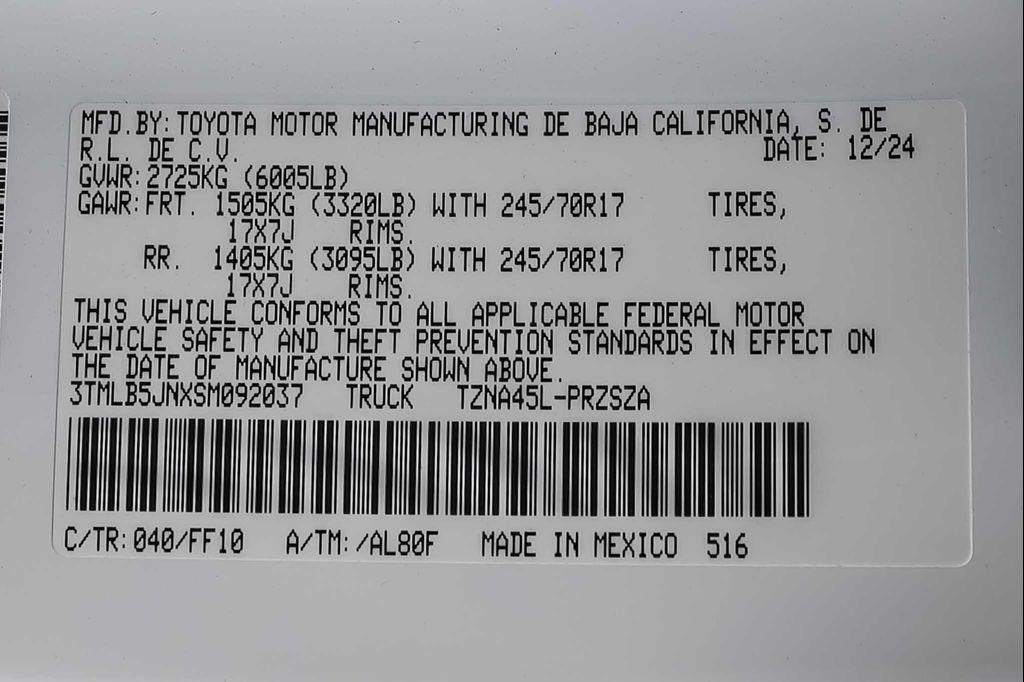 MFD.BY:TOYOTA MOTOR MANUFACTURING DE BAJA CALIFORNIA, S. DE
R.L. DE C.V. DATE: 12/24
GVWR:2725KG (6005LB)
GAWR:FRT. 1505KG (3320LB) WITH 245/70R17 TIRES,
17X7J RIMS.
RR. 1405KG (3095LB) WITH 245/70R17 TIRES,
17X7J RIMS.
THIS VEHICLE CONFORMS TO ALL APPLICABLE FEDERAL MOTOR
VEHICLE SAFETY AND THEFT PREVENTION STANDARDS IN EFFECT ON
THE DATE OF MANUFACTURE SHOWN ABOVE.
3TMLB5JNXSM092037 TRUCK TZNA45L-PRZSZA
C/TR:040/FF10 A/TM:/AL80F MADE IN MEXICO 516